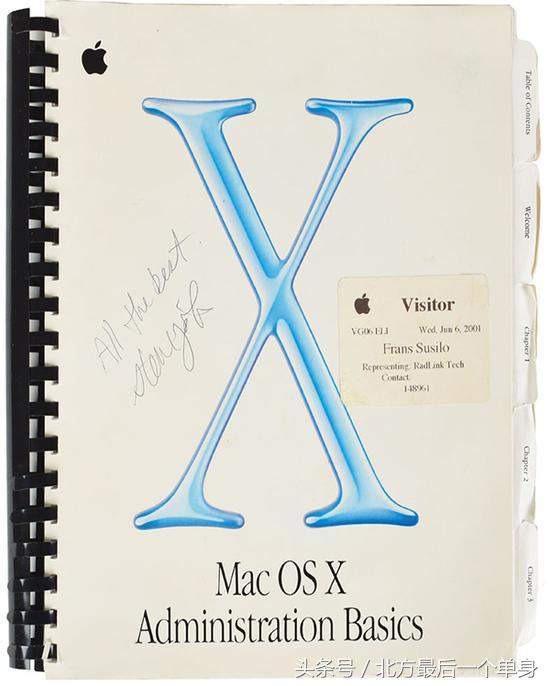 X
All the best
Visitor
VG06 ELI Wed, Jun 6, 2001
Frans Susilo
Representing: RadLink Tech
Contact:
148961
Mac OS X
Administration Basics
Table of Contents
Welcome
Chapter 1
Chapter 2
Chapter 3
头条号 / 北方最后一个单身